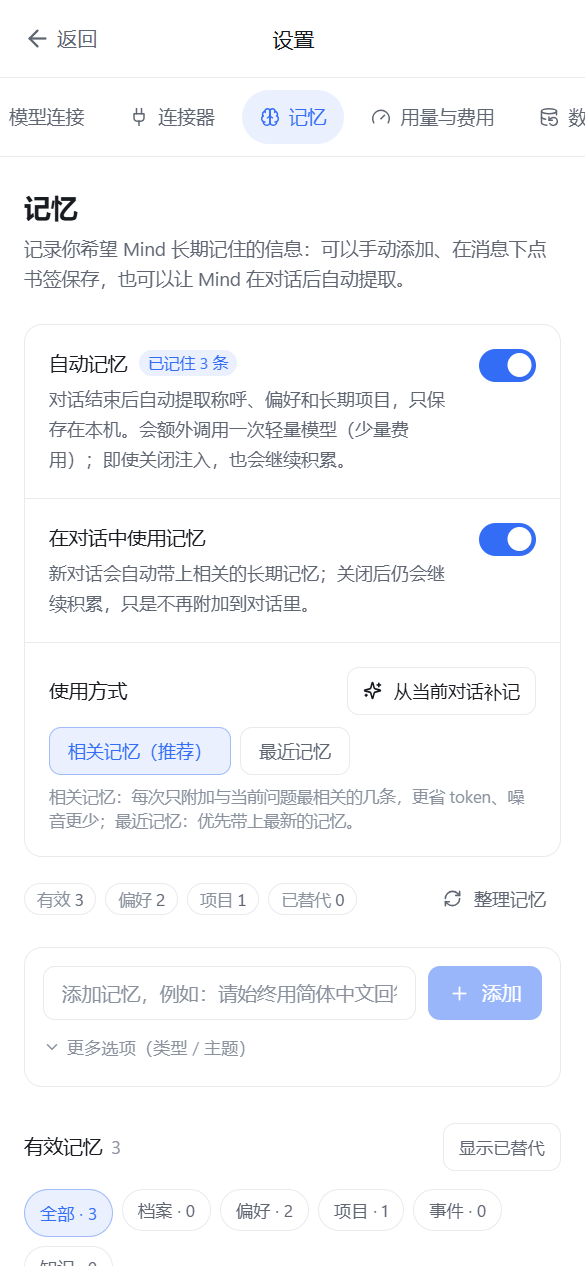 返回
设置
模型连接 连接器 记忆 用量与费用 数
记忆
记录你希望 Mind 长期记住的信息：可以手动添加、在消息下点
书签保存，也可以让 Mind 在对话后自动提取。
自动记忆 已记住 3 条
对话结束后自动提取称呼、偏好和长期项目，只保
存在本机。会额外调用一次轻量模型（少量费
用）；即使关闭注入，也会继续积累。
在对话中使用记忆
新对话会自动带上相关的长期记忆；关闭后仍会继
续积累，只是不再附加到对话里。
使用方式 从当前对话补记
相关记忆（推荐） 最近记忆
相关记忆：每次只附加与当前问题最相关的几条，更省 token、噪
音更少；最近记忆：优先带上最新的记忆。
有效 3 偏好 2 项目 1 已替代 0 整理记忆
添加记忆，例如：请始终用简体中文回 添加
更多选项（类型 / 主题）
有效记忆 3 显示已替代
全部 · 3 档案 · 0 偏好 · 2 项目 · 1 事件 · 0